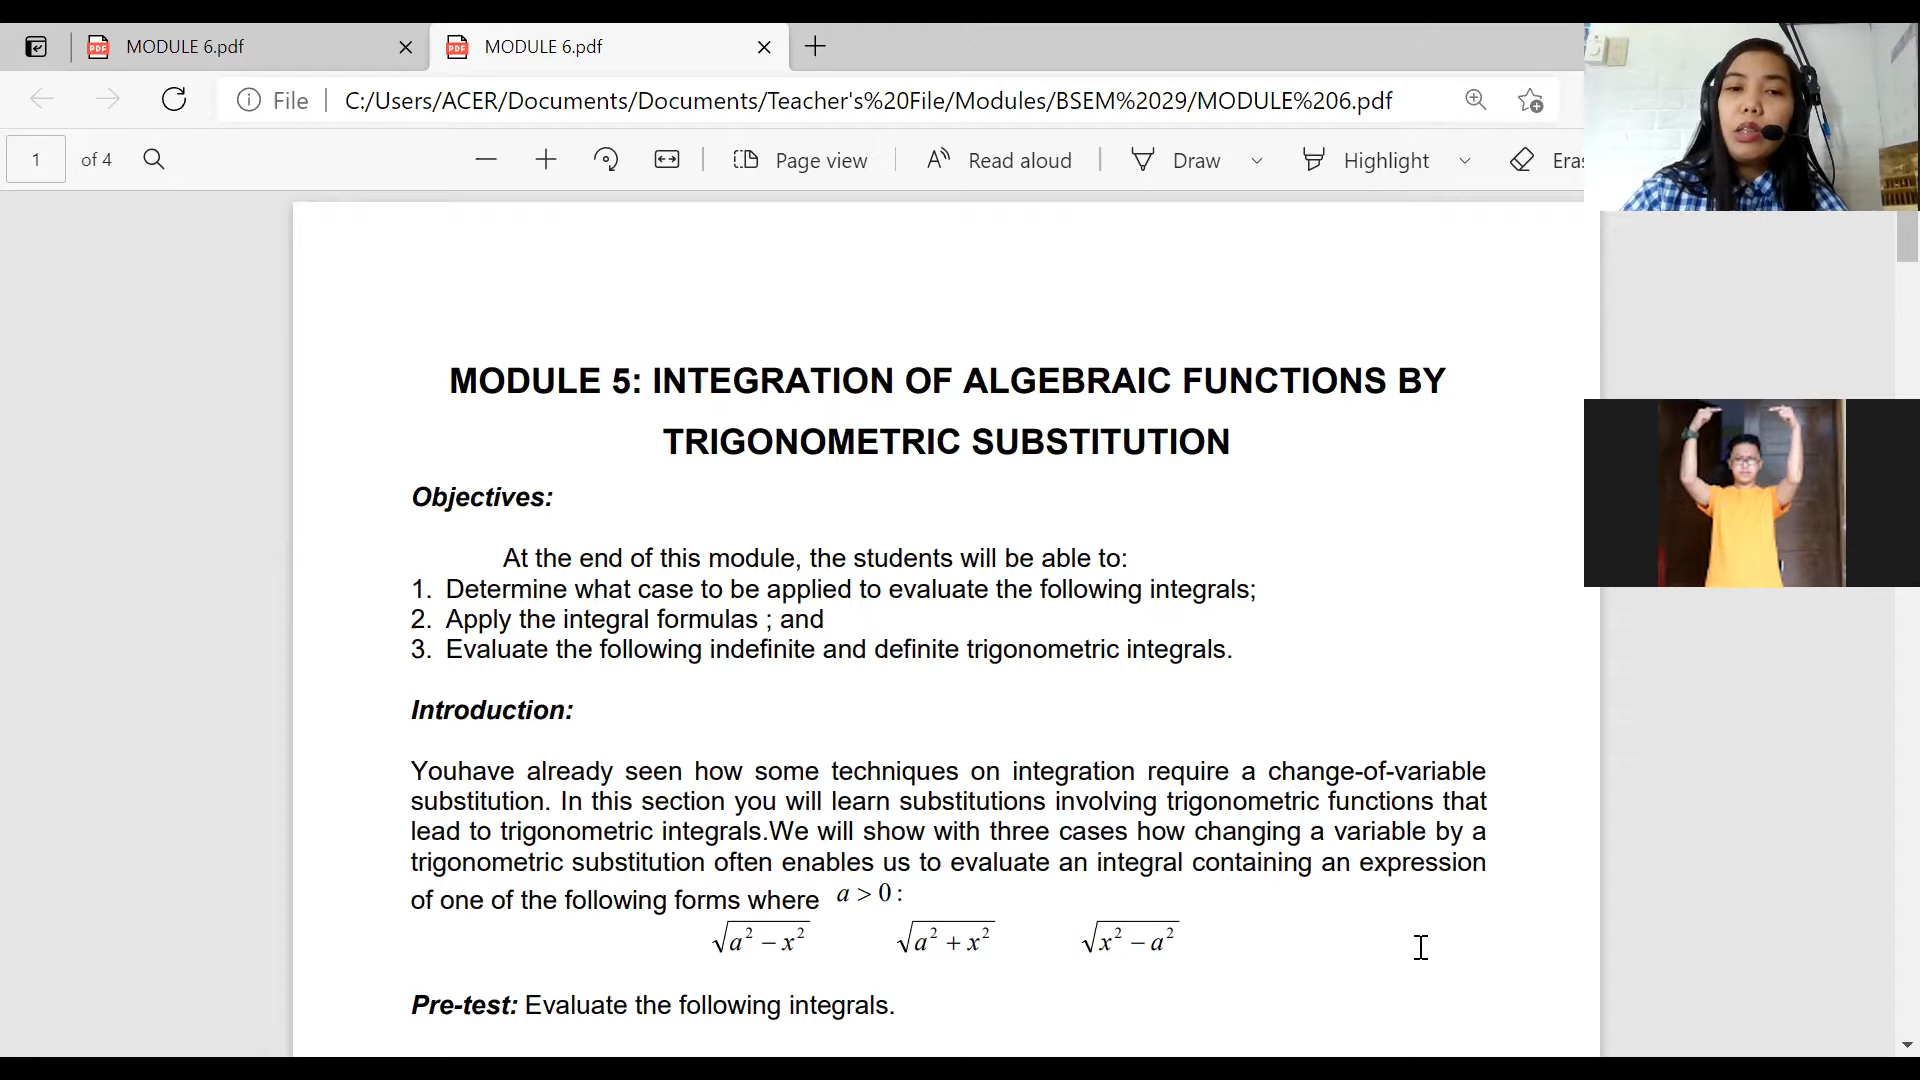 PDF MODULE 6.pdf PDF MODULE 6.pdf
File C:/Users/ACER/Documents/Documents/Teacher's%20File/Modules/BSEM%2029/MODULE%206.pdf
1 of 4 Page view Read aloud Draw Highlight Eras
MODULE 5: INTEGRATION OF ALGEBRAIC FUNCTIONS BY
TRIGONOMETRIC SUBSTITUTION
Objectives:
At the end of this module, the students will be able to:
1. Determine what case to be applied to evaluate the following integrals;
2. Apply the integral formulas ; and
3. Evaluate the following indefinite and definite trigonometric integrals.
Introduction:
Youhave already seen how some techniques on integration require a change-of-variable
substitution. In this section you will learn substitutions involving trigonometric functions that
lead to trigonometric integrals.We will show with three cases how changing a variable by a
trigonometric substitution often enables us to evaluate an integral containing an expression
of one of the following forms where a > 0 :
√a² − x² √a² + x² √x² − a²
Pre-test: Evaluate the following integrals.